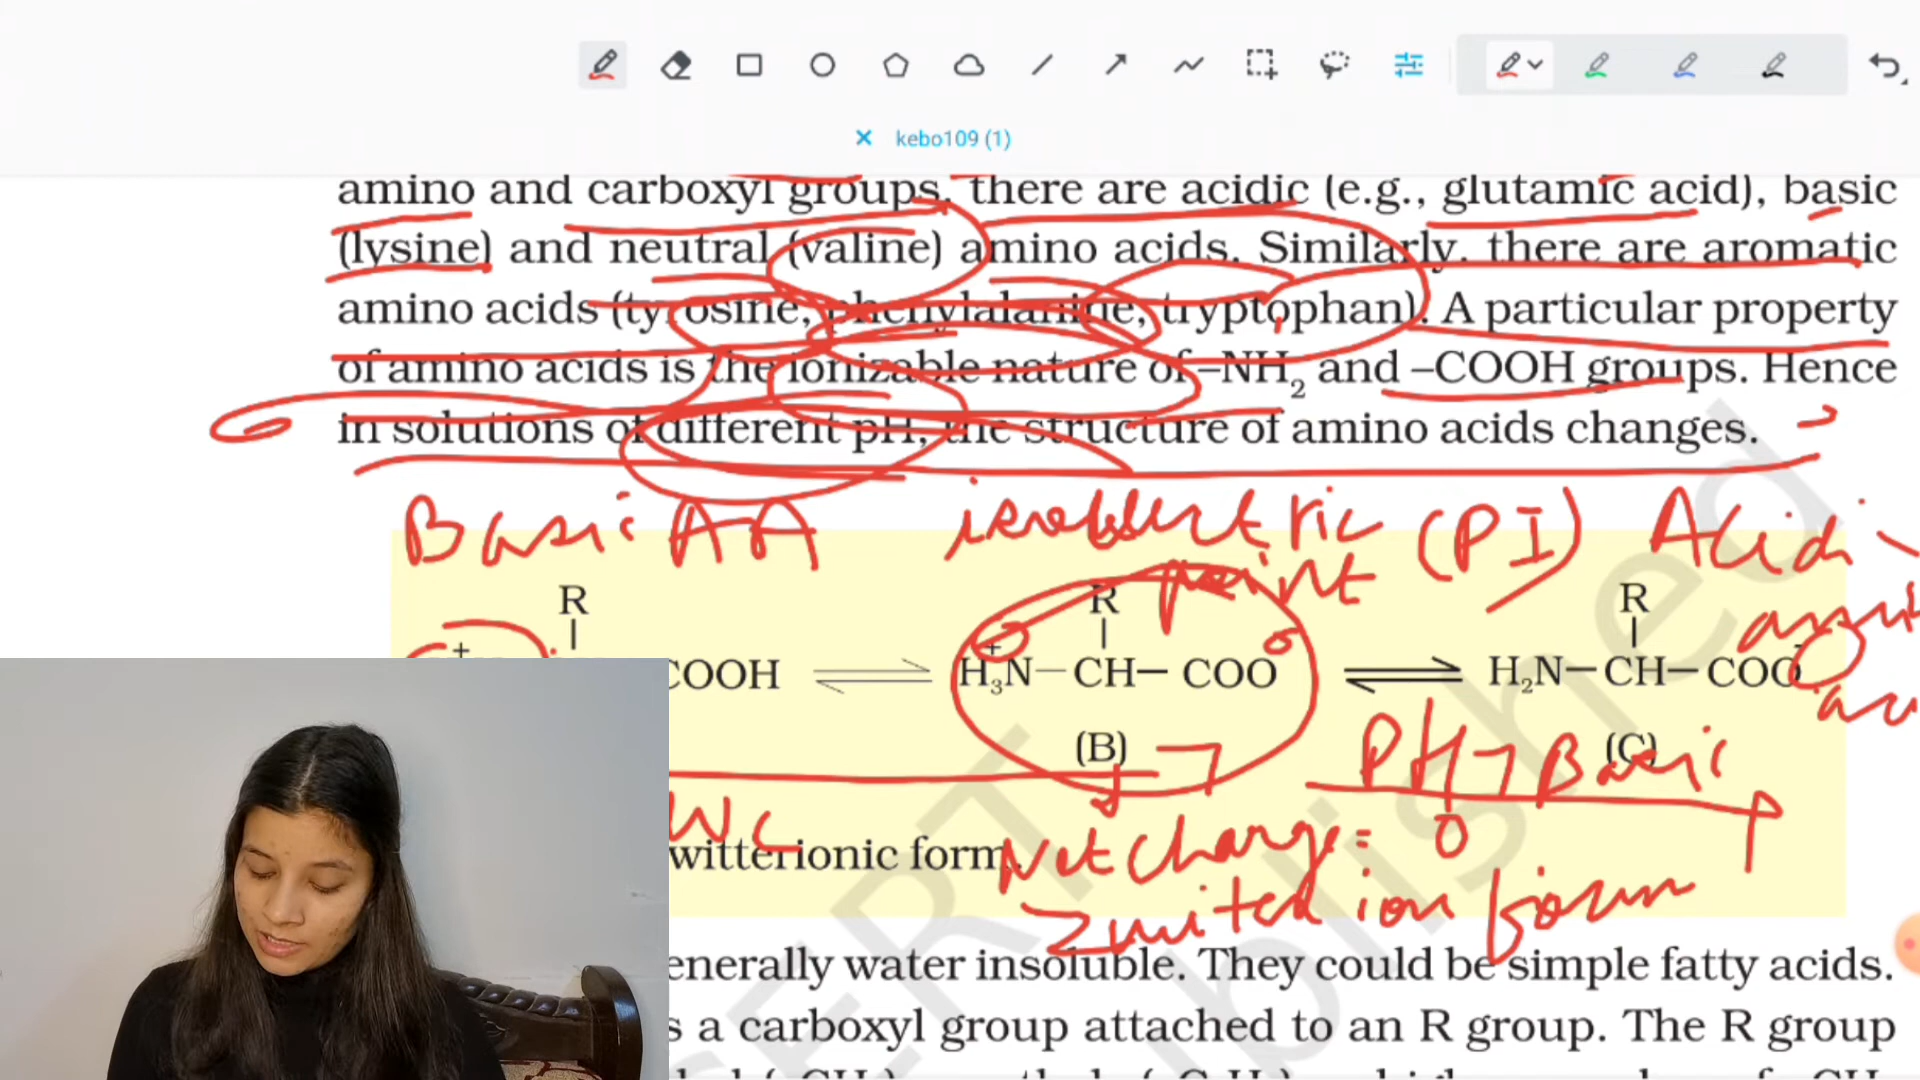 kebo109 (1)
amino and carboxyl groups, there are acidic (e.g., glutamic acid), basic
(lysine) and neutral (valine) amino acids. Similarly, there are aromatic
amino acids (tyrosine, phenylalanine, tryptophan). A particular property
of amino acids is the ionizable nature of –NH2 and –COOH groups. Hence
in solutions of different pH, the structure of amino acids changes.
Basic AA
(PI)
point
R R R
+
COOH ⇌ H3N—CH—COO ⇌ H2N—CH—COO
(B) (C)
PH 7 Basic
witterionic form.
Net charge = 0
ion form
enerally water insoluble. They could be simple fatty acids.
s a carboxyl group attached to an R group. The R group